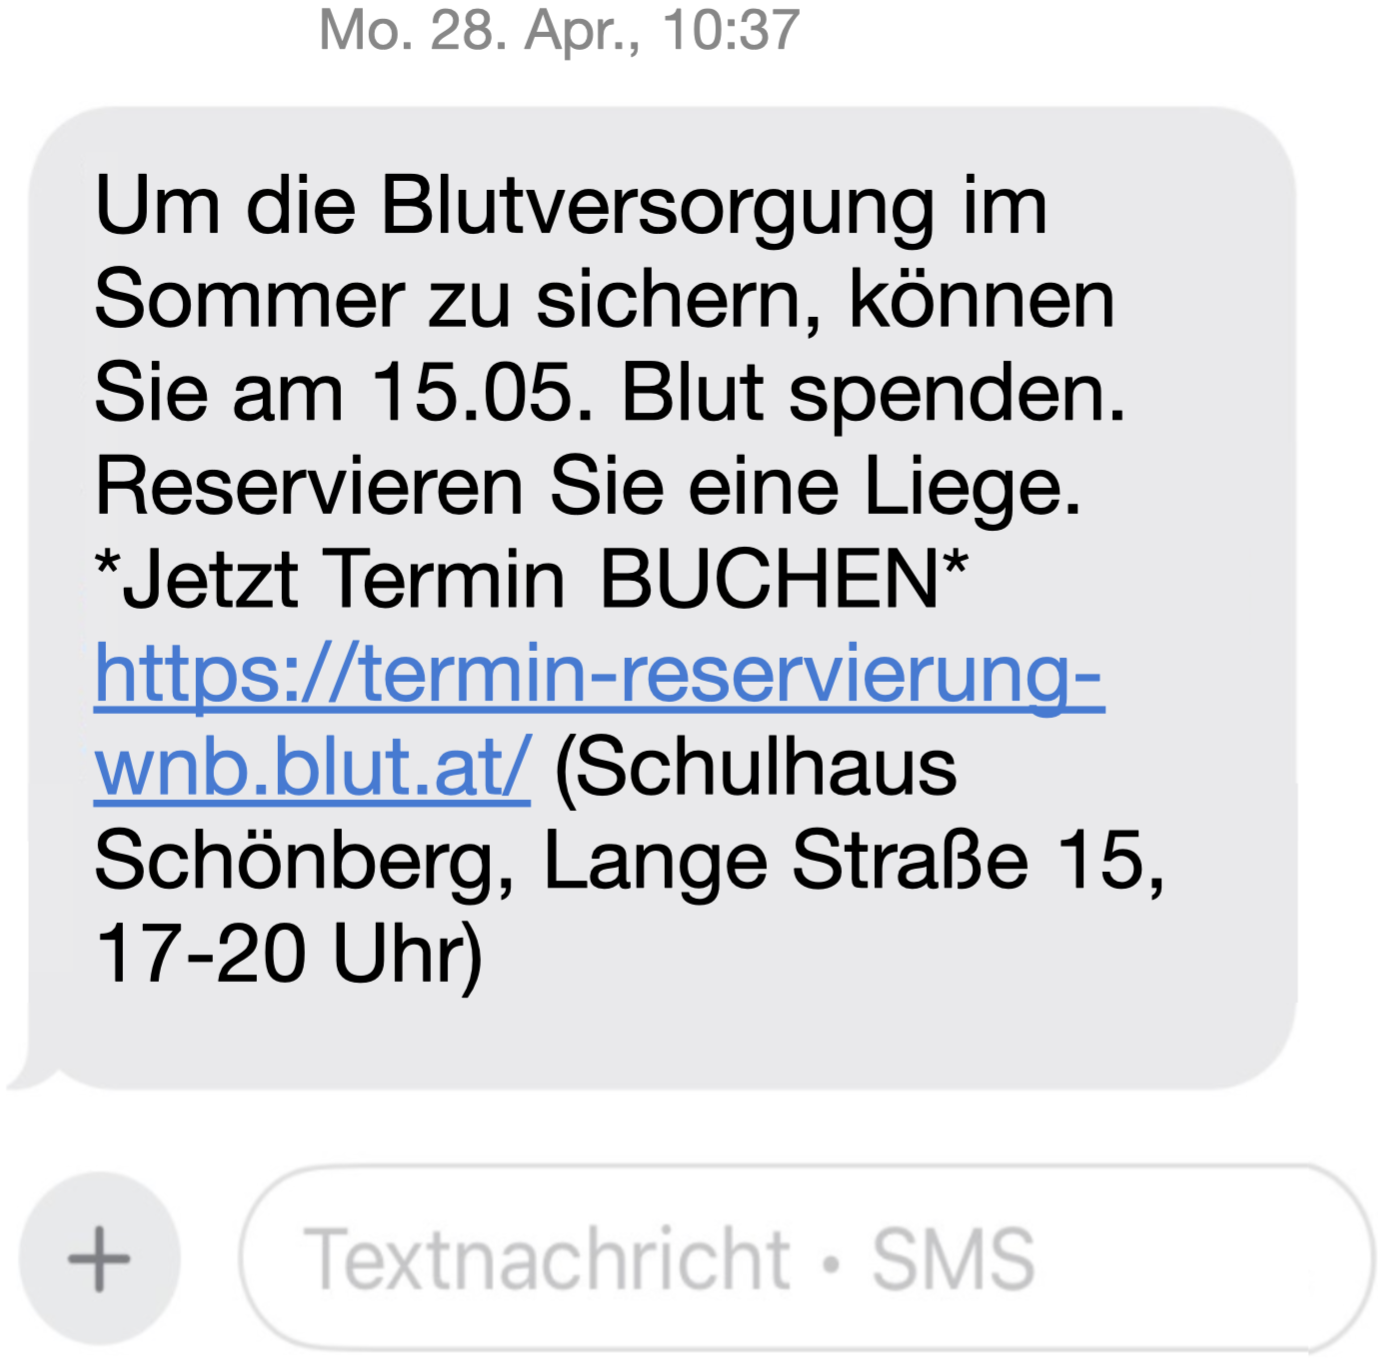 Mo. 28. Apr., 10:37
Um die Blutversorgung im
Sommer zu sichern, können
Sie am 15.05. Blut spenden.
Reservieren Sie eine Liege.
*Jetzt Termin BUCHEN*
https://termin-reservierung-
wnb.blut.at/ (Schulhaus
Schönberg, Lange Straße 15,
17-20 Uhr)
+
Textnachricht • SMS